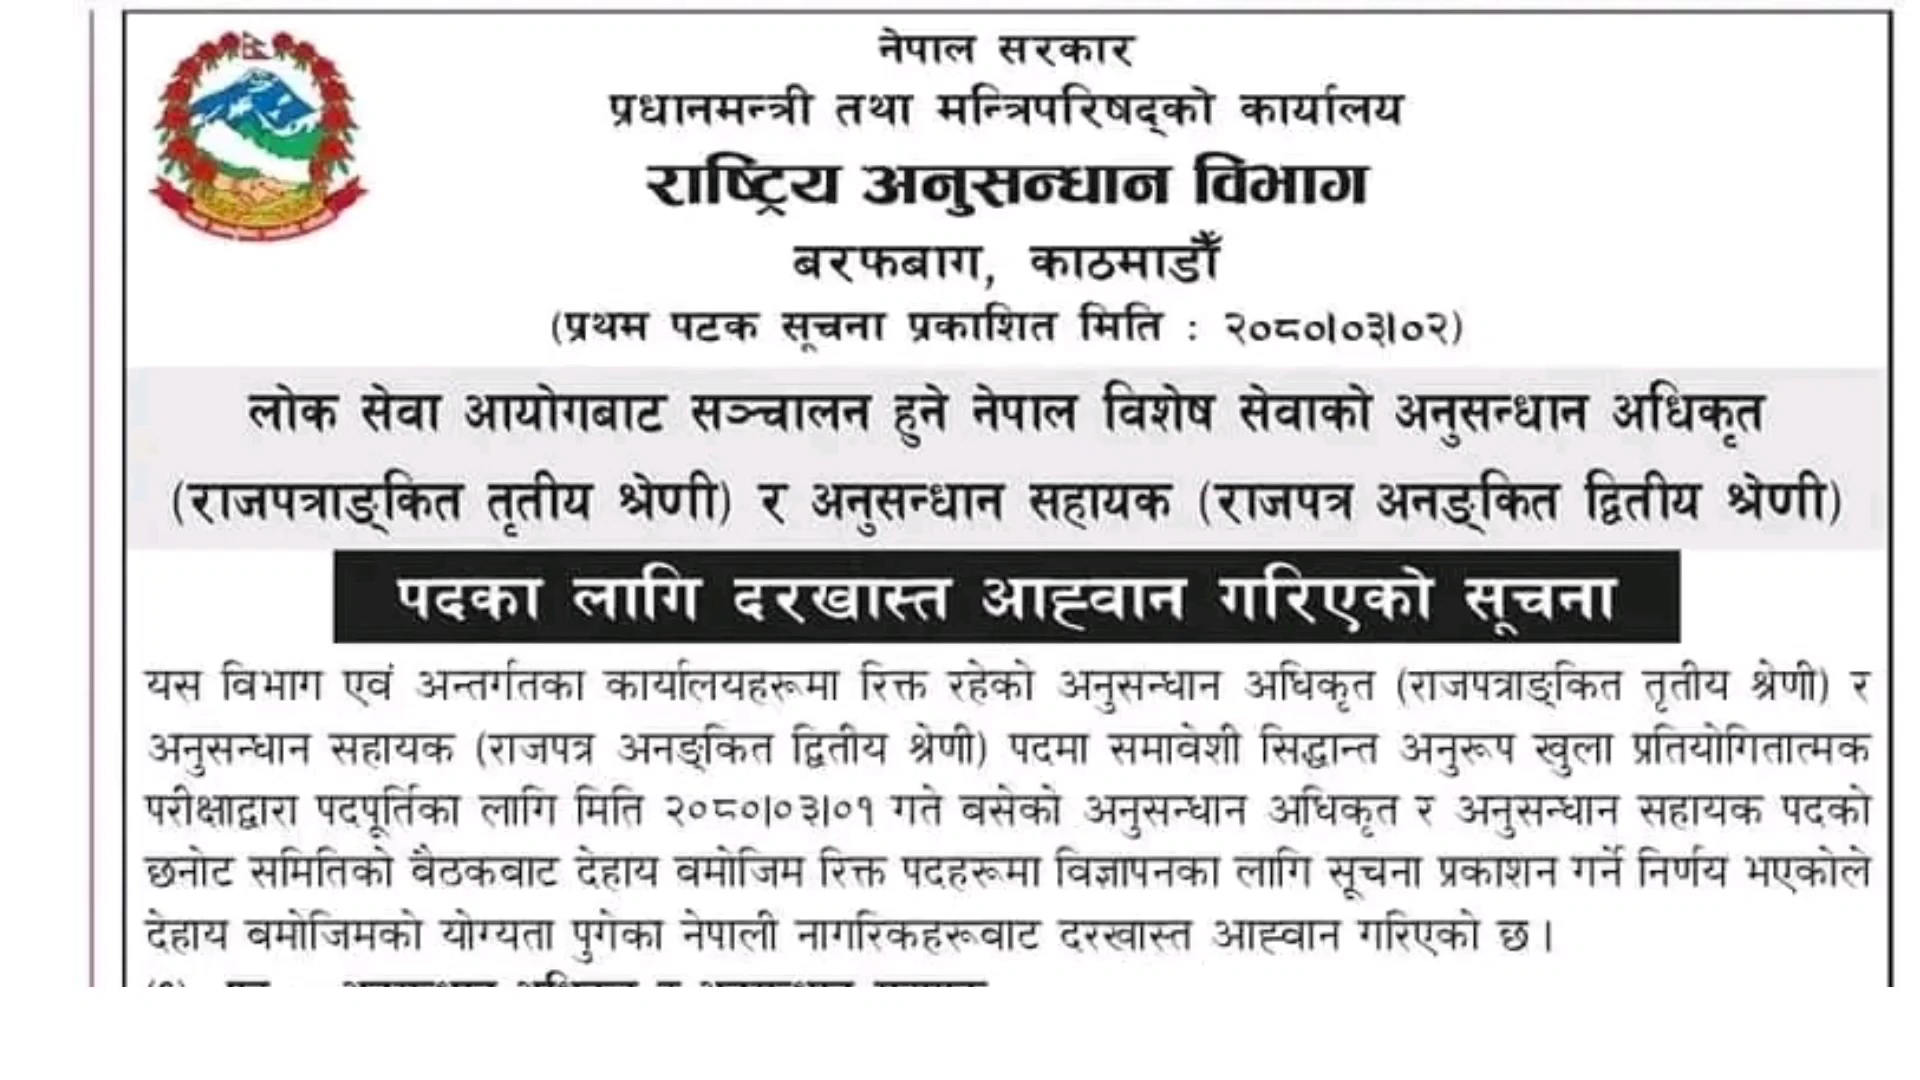 नेपाल सरकार
प्रधानमन्त्री तथा मन्त्रिपरिषद्को कार्यालय
राष्ट्रिय अनुसन्धान विभाग
बरफबाग, काठमाडौँ
(प्रथम पटक सूचना प्रकाशित मिति : २०८०।०३।०२)
लोक सेवा आयोगबाट सञ्चालन हुने नेपाल विशेष सेवाको अनुसन्धान अधिकृत
(राजपत्राङ्कित तृतीय श्रेणी) र अनुसन्धान सहायक (राजपत्र अनङ्कित द्वितीय श्रेणी)
पदका लागि दरखास्त आह्वान गरिएको सूचना
यस विभाग एवं अन्तर्गतका कार्यालयहरूमा रिक्त रहेको अनुसन्धान अधिकृत (राजपत्राङ्कित तृतीय श्रेणी) र
अनुसन्धान सहायक (राजपत्र अनङ्कित द्वितीय श्रेणी) पदमा समावेशी सिद्धान्त अनुरूप खुला प्रतियोगितात्मक
परीक्षाद्वारा पदपूर्तिका लागि मिति २०८०।०३।०१ गते बसेको अनुसन्धान अधिकृत र अनुसन्धान सहायक पदको
छनोट समितिको बैठकबाट देहाय बमोजिम रिक्त पदहरूमा विज्ञापनका लागि सूचना प्रकाशन गर्ने निर्णय भएकोले
देहाय बमोजिमको योग्यता पुगेका नेपाली नागरिकहरूबाट दरखास्त आह्वान गरिएको छ ।